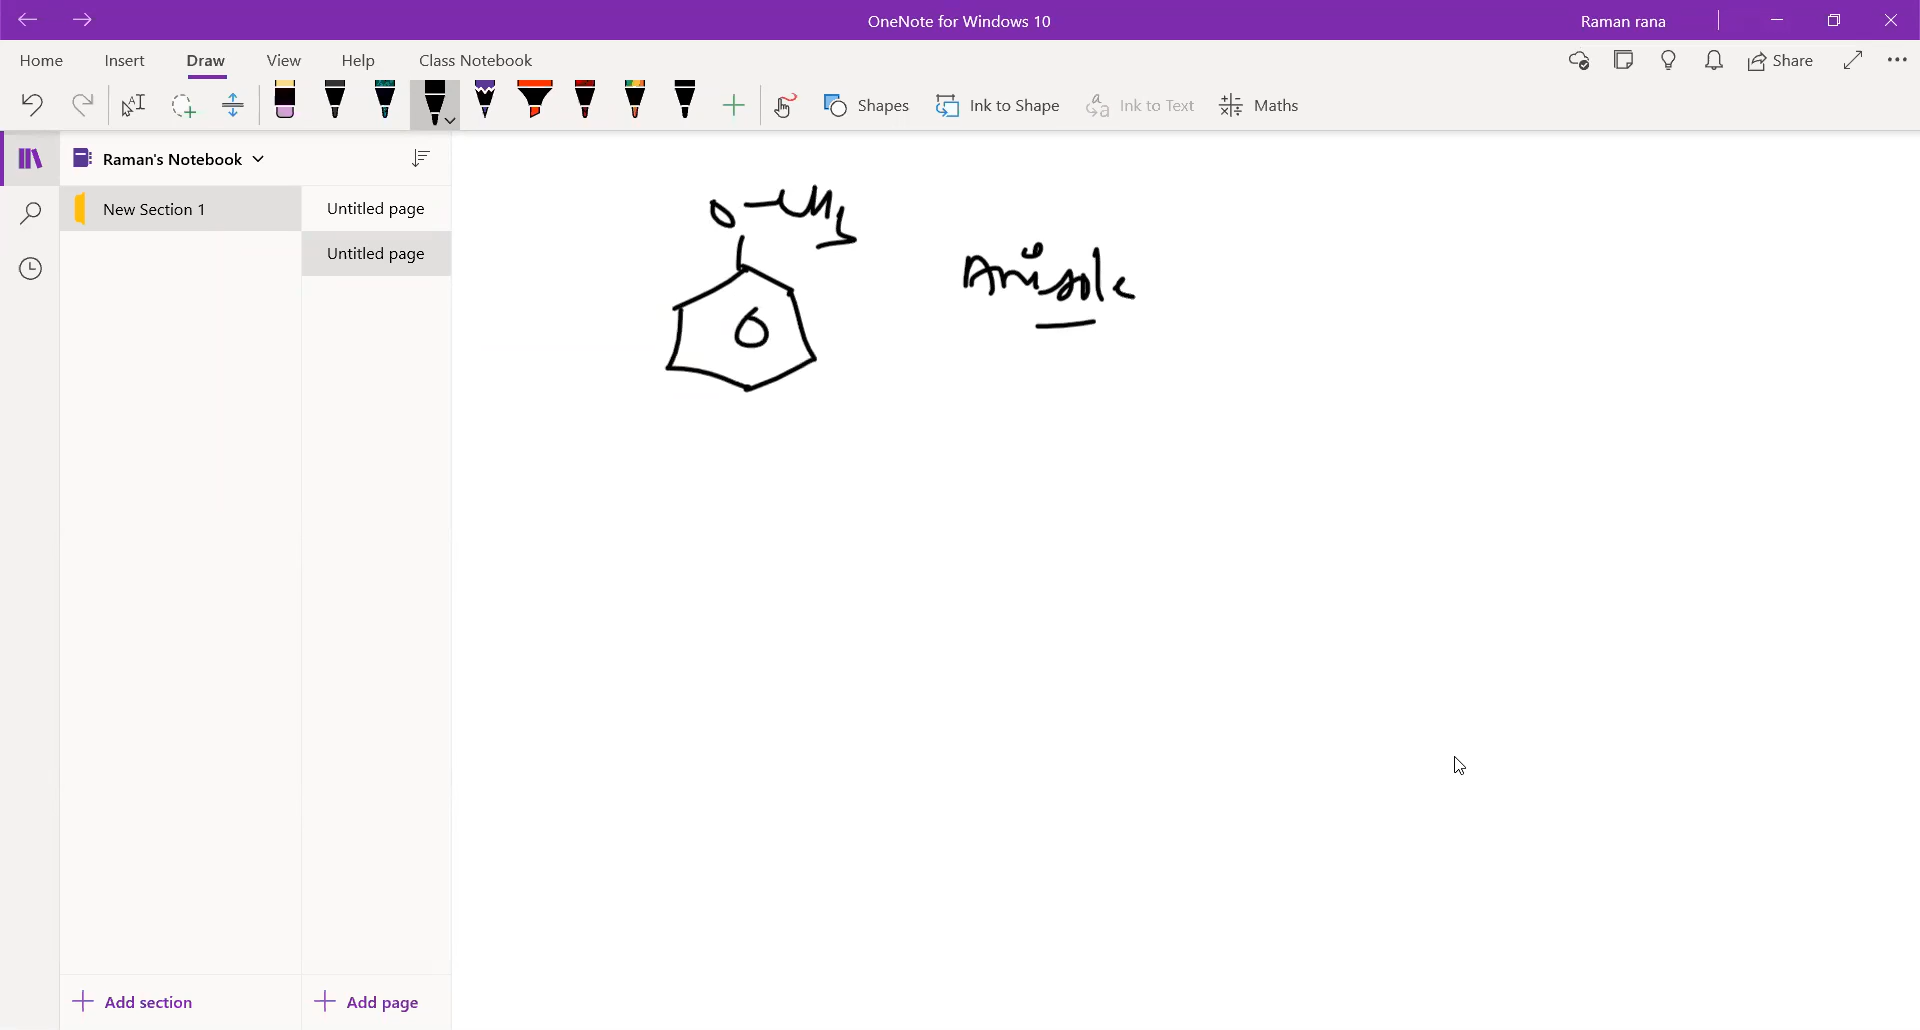 OneNote for Windows 10
Raman rana
Home Insert Draw View Help Class Notebook
Share
Shapes Ink to Shape Ink to Text Maths
Raman's Notebook
New Section 1
Untitled page
Untitled page
O-CH3
Anisole
Add section
Add page